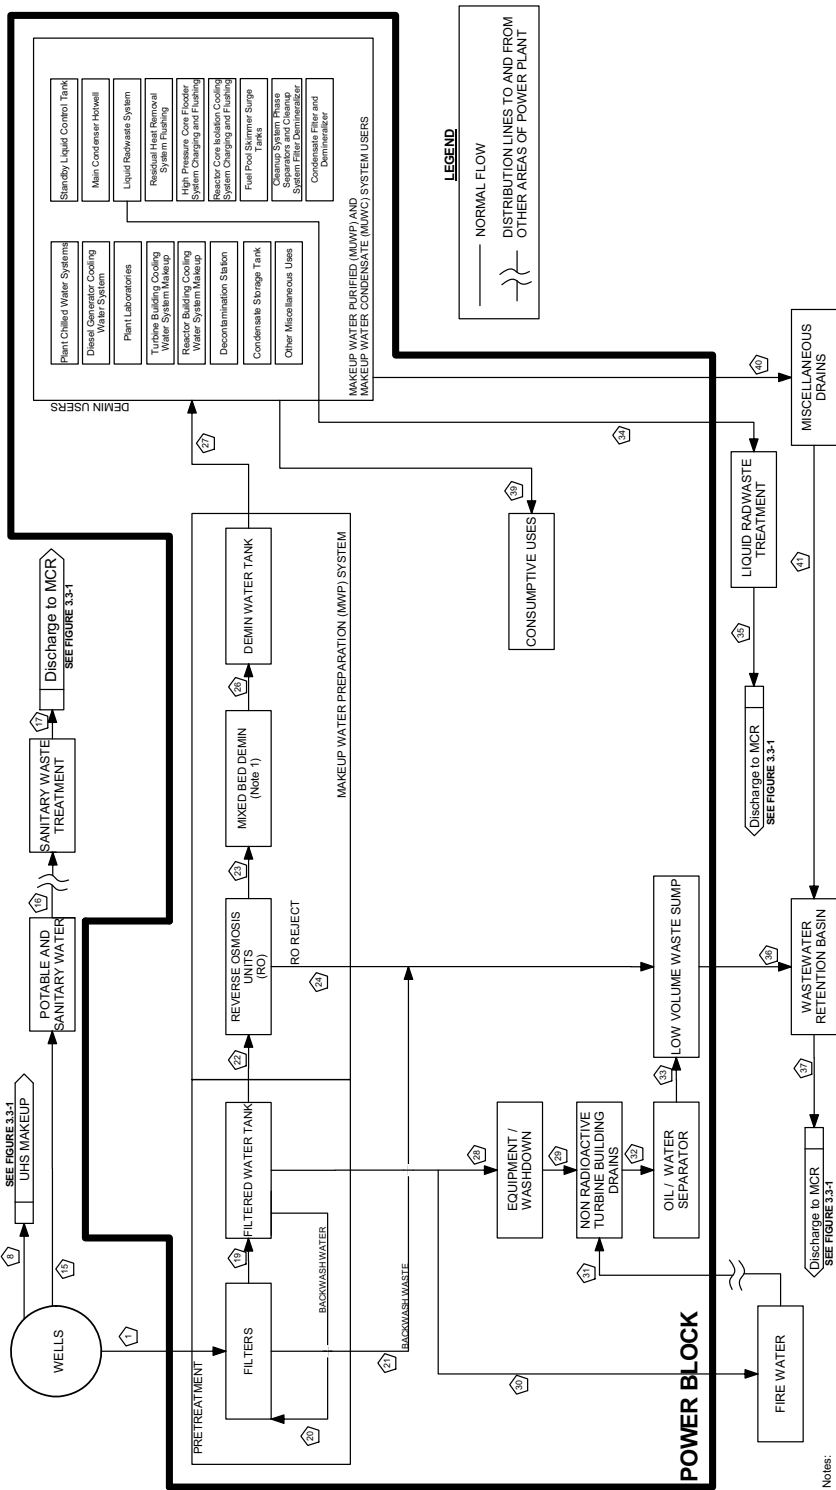 SEE FIGURE 3.3-1
UHS MAKEUP
8
15
WELLS
1
POTABLE AND
SANITARY WATER
16
SANITARY WASTE
TREATMENT
17
Discharge to MCR
SEE FIGURE 3.3-1
PRETREATMENT
FILTERS
19
FILTERED WATER TANK
BACKWASH WATER
20
21
BACKWASH WASTE
22
REVERSE OSMOSIS
UNITS
(RO)
RO REJECT
24
23
MIXED BED DEMIN
(Note 1)
26
DEMIN WATER TANK
MAKEUP WATER PREPARATION (MWP) SYSTEM
27
DEMIN USERS
Plant Chilled Water Systems
Diesel Generator Cooling
Water System
Plant Laboratories
Turbine Building Cooling
Water System Makeup
Reactor Building Cooling
Water System Makeup
Decontamination Station
Condensate Storage Tank
Other Miscellaneous Uses
Standby Liquid Control Tank
Main Condenser Hotwell
Liquid Radwaste System
Residual Heat Removal
System Flushing
High Pressure Core Flooder
System Charging and Flushing
Reactor Core Isolation Cooling
System Charging and Flushing
Fuel Pool Skimmer Surge
Tanks
Cleanup System Phase
Separators and Cleanup
System Filter Demineralizer
Condensate Filter and
Demineralizer
MAKEUP WATER PURIFIED (MUWP) AND
MAKEUP WATER CONDENSATE (MUWC) SYSTEM USERS
39
CONSUMPTIVE USES
28
EQUIPMENT /
WASHDOWN
29
NON RADIOACTIVE
TURBINE BUILDING
DRAINS
31
32
OIL / WATER
SEPARATOR
33
LOW VOLUME WASTE SUMP
30
POWER BLOCK
FIRE WATER
36
WASTEWATER
RETENTION BASIN
37
Discharge to MCR
SEE FIGURE 3.3-1
34
LIQUID RADWASTE
TREATMENT
35
Discharge to MCR
SEE FIGURE 3.3-1
40
MISCELLANEOUS
DRAINS
41
LEGEND
NORMAL FLOW
DISTRIBUTION LINES TO AND FROM
OTHER AREAS OF POWER PLANT
Notes: